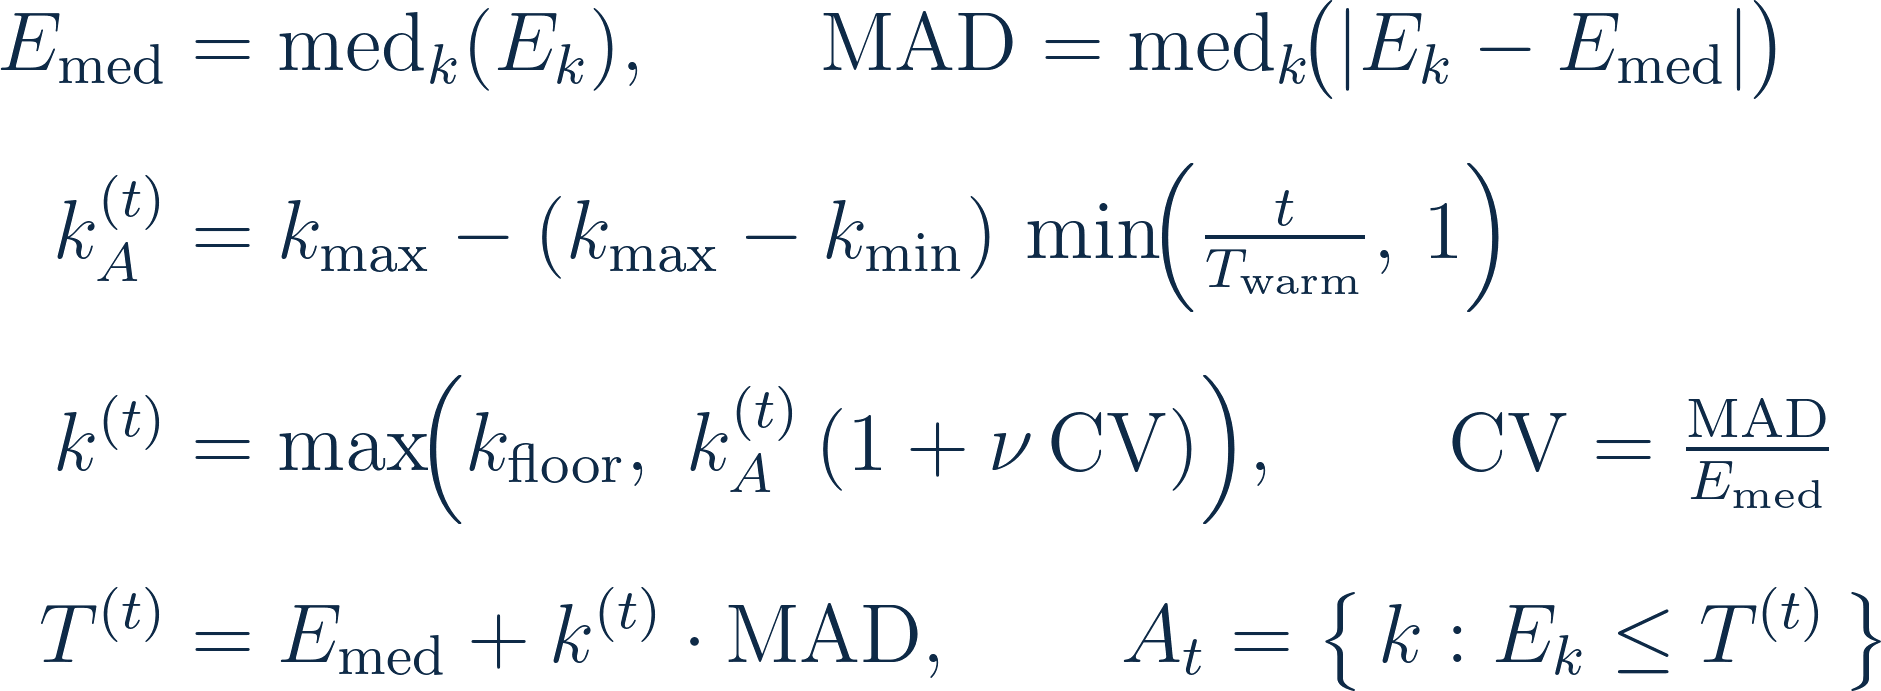 E_med = med_k(E_k), MAD = med_k(|E_k − E_med|)
k_A^(t) = k_max − (k_max − k_min) min(t/T_warm, 1)
k^(t) = max(k_floor, k_A^(t) (1 + ν CV)), CV = MAD/E_med
T^(t) = E_med + k^(t) · MAD, A_t = { k : E_k ≤ T^(t) }